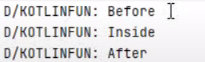 D/KOTLINFUN: Before
D/KOTLINFUN: Inside
D/KOTLINFUN: After